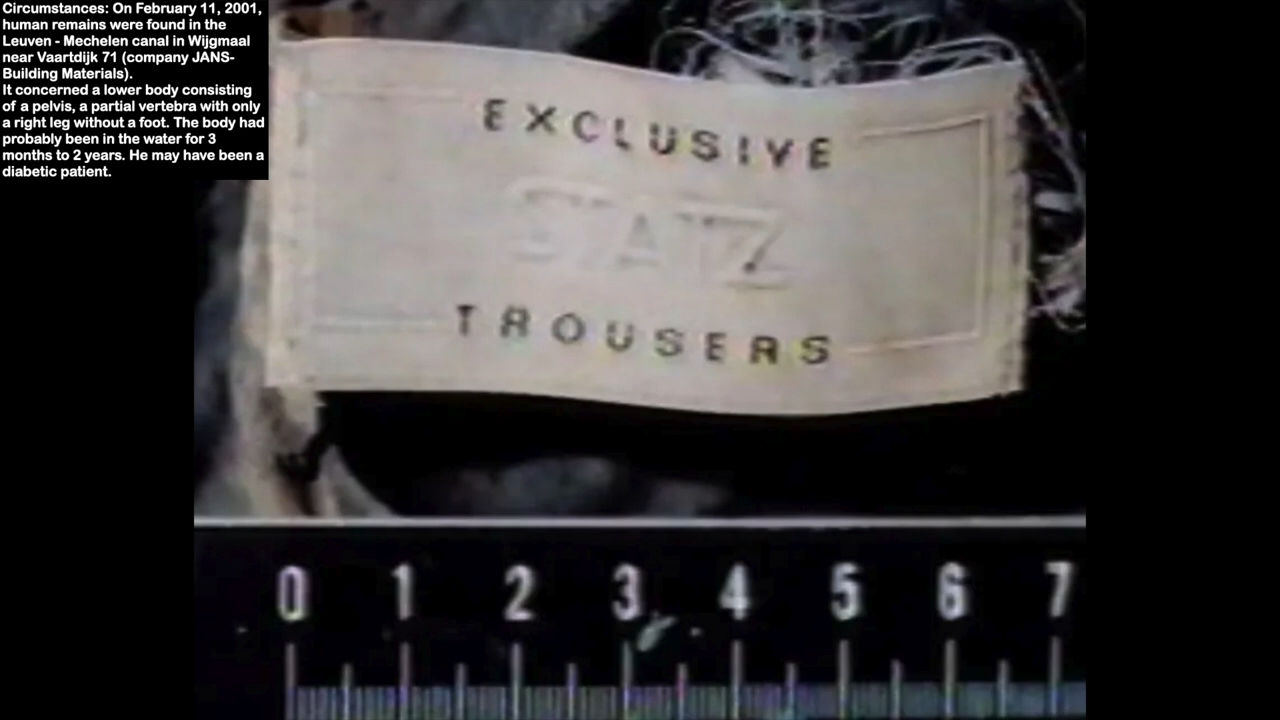 Circumstances: On February 11, 2001,
human remains were found in the
Leuven - Mechelen canal in Wijgmaal
near Vaartdijk 71 (company JANS-
Building Materials).
It concerned a lower body consisting
of a pelvis, a partial vertebra with only
a right leg without a foot. The body had
probably been in the water for 3
months to 2 years. He may have been a
diabetic patient.
EXCLUSIVE
STATZ
TROUSERS
0 1 2 3 4 5 6 7